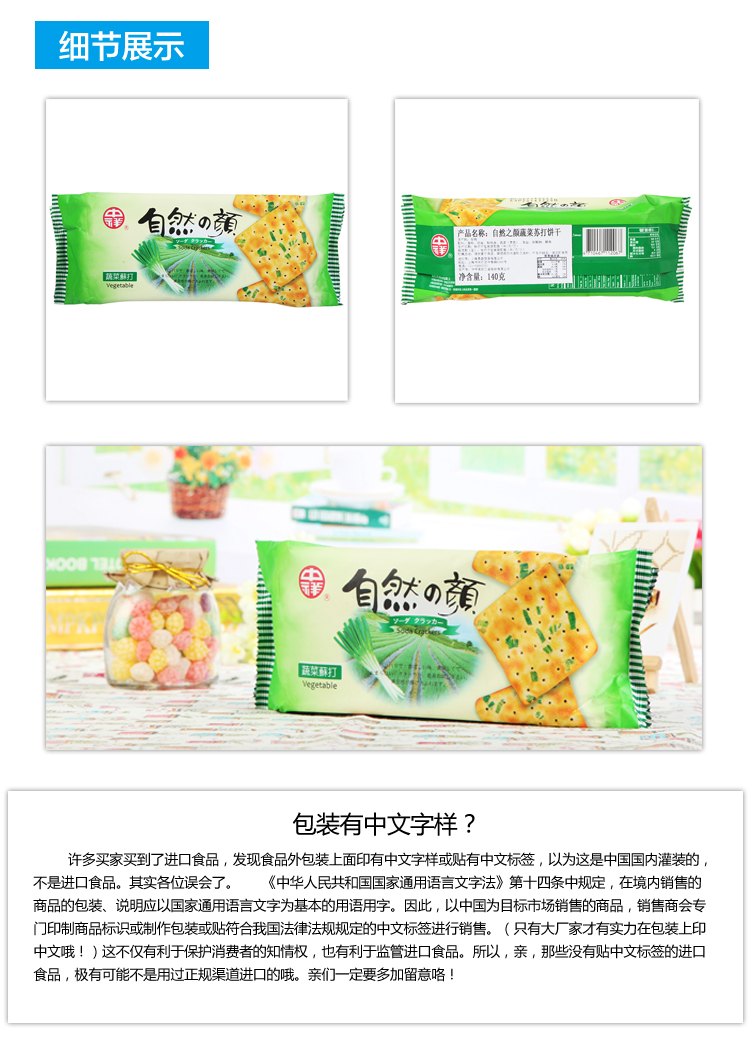 细节展示
中祥
自然の顔
ソーダ クラッカー
Soda Crackers
蔬菜蘇打
Vegetable
中祥
自然の顔
产品名称：自然之颜蔬菜苏打饼干
净含量：140克
TEL BOOK
中祥
自然の顔
ソーダ クラッカー
Soda Crackers
蔬菜蘇打
Vegetable
包装有中文字样？
许多买家买到了进口食品，发现食品外包装上面印有中文字样或贴有中文标签，以为这是中国国内灌装的，
不是进口食品。其实各位误会了。 《中华人民共和国国家通用语言文字法》第十四条中规定，在境内销售的
商品的包装、说明应以国家通用语言文字为基本的用语用字。因此，以中国为目标市场销售的商品，销售商会专
门印制商品标识或制作包装或贴符合我国法律法规规定的中文标签进行销售。（只有大厂家才有实力在包装上印
中文哦！）这不仅有利于保护消费者的知情权，也有利于监管进口食品。所以，亲，那些没有贴中文标签的进口
食品，极有可能不是用过正规渠道进口的哦。亲们一定要多加留意咯！